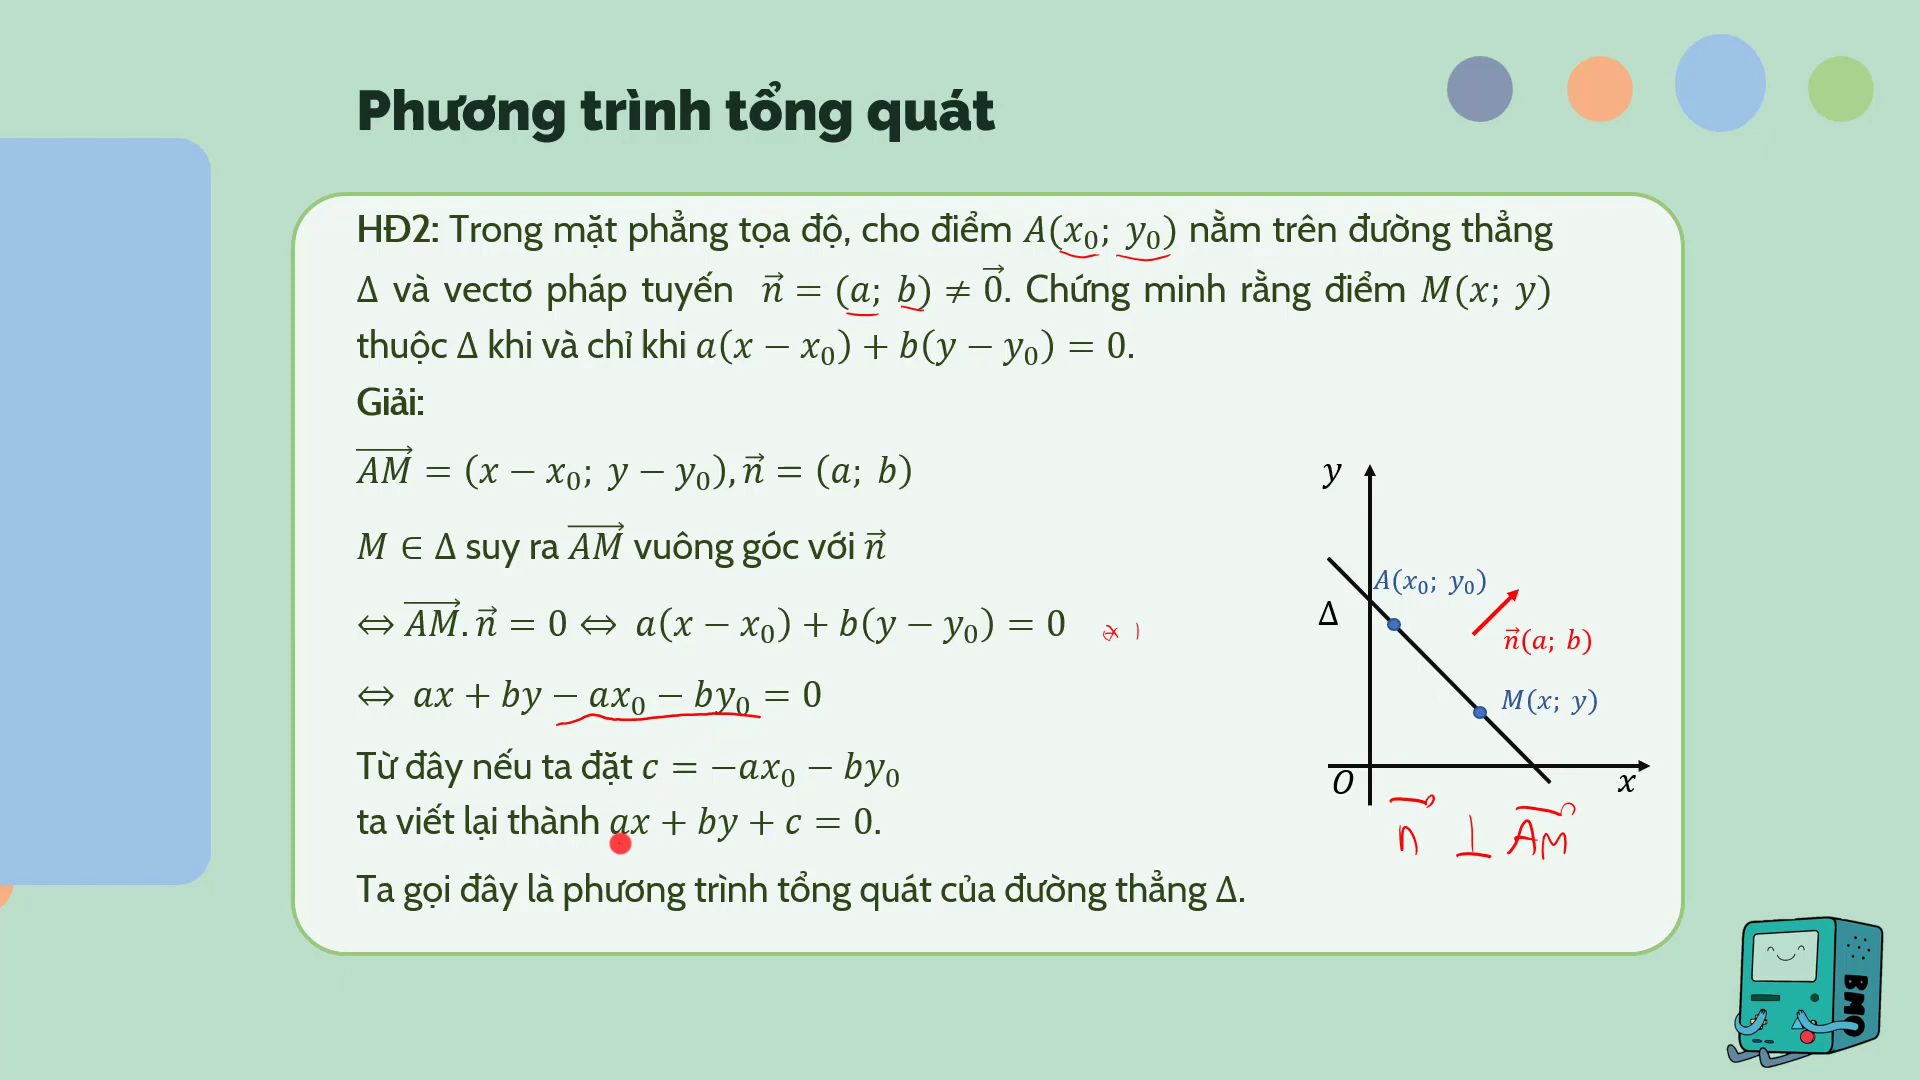 Phương trình tổng quát
HĐ2: Trong mặt phẳng tọa độ, cho điểm A(x₀; y₀) nằm trên đường thẳng
Δ và vectơ pháp tuyến n⃗ = (a; b) ≠ 0⃗. Chứng minh rằng điểm M(x; y)
thuộc Δ khi và chỉ khi a(x − x₀) + b(y − y₀) = 0.
Giải:
AM⃗ = (x − x₀; y − y₀), n⃗ = (a; b)
M ∈ Δ suy ra AM⃗ vuông góc với n⃗
⇔ AM⃗. n⃗ = 0 ⇔ a(x − x₀) + b(y − y₀) = 0
⇔ ax + by − ax₀ − by₀ = 0
Từ đây nếu ta đặt c = −ax₀ − by₀
ta viết lại thành ax + by + c = 0.
Ta gọi đây là phương trình tổng quát của đường thẳng Δ.
y
A(x₀; y₀)
Δ
n⃗(a; b)
M(x; y)
O
x
n⃗ ⊥ AM⃗
BMO